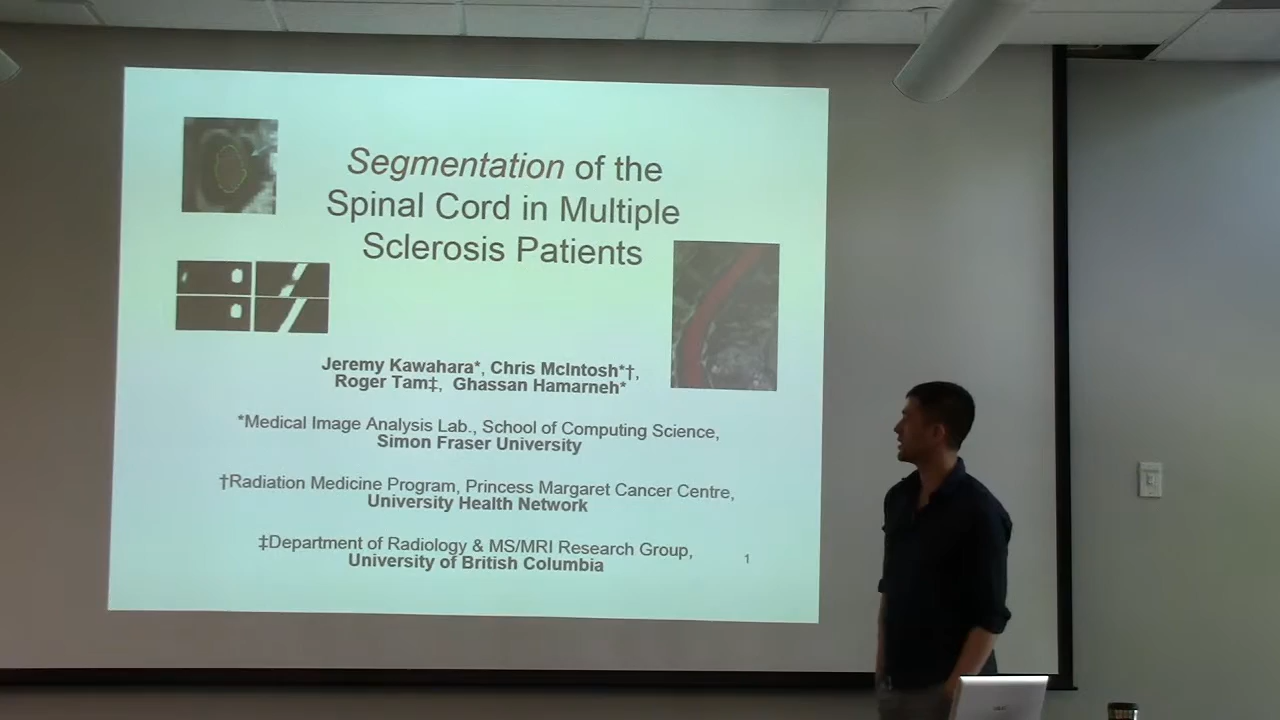 Segmentation of the
Spinal Cord in Multiple
Sclerosis Patients
Jeremy Kawahara*, Chris McIntosh*†,
Roger Tam‡, Ghassan Hamarneh*
*Medical Image Analysis Lab., School of Computing Science,
Simon Fraser University
†Radiation Medicine Program, Princess Margaret Cancer Centre,
University Health Network
‡Department of Radiology & MS/MRI Research Group,
University of British Columbia
1